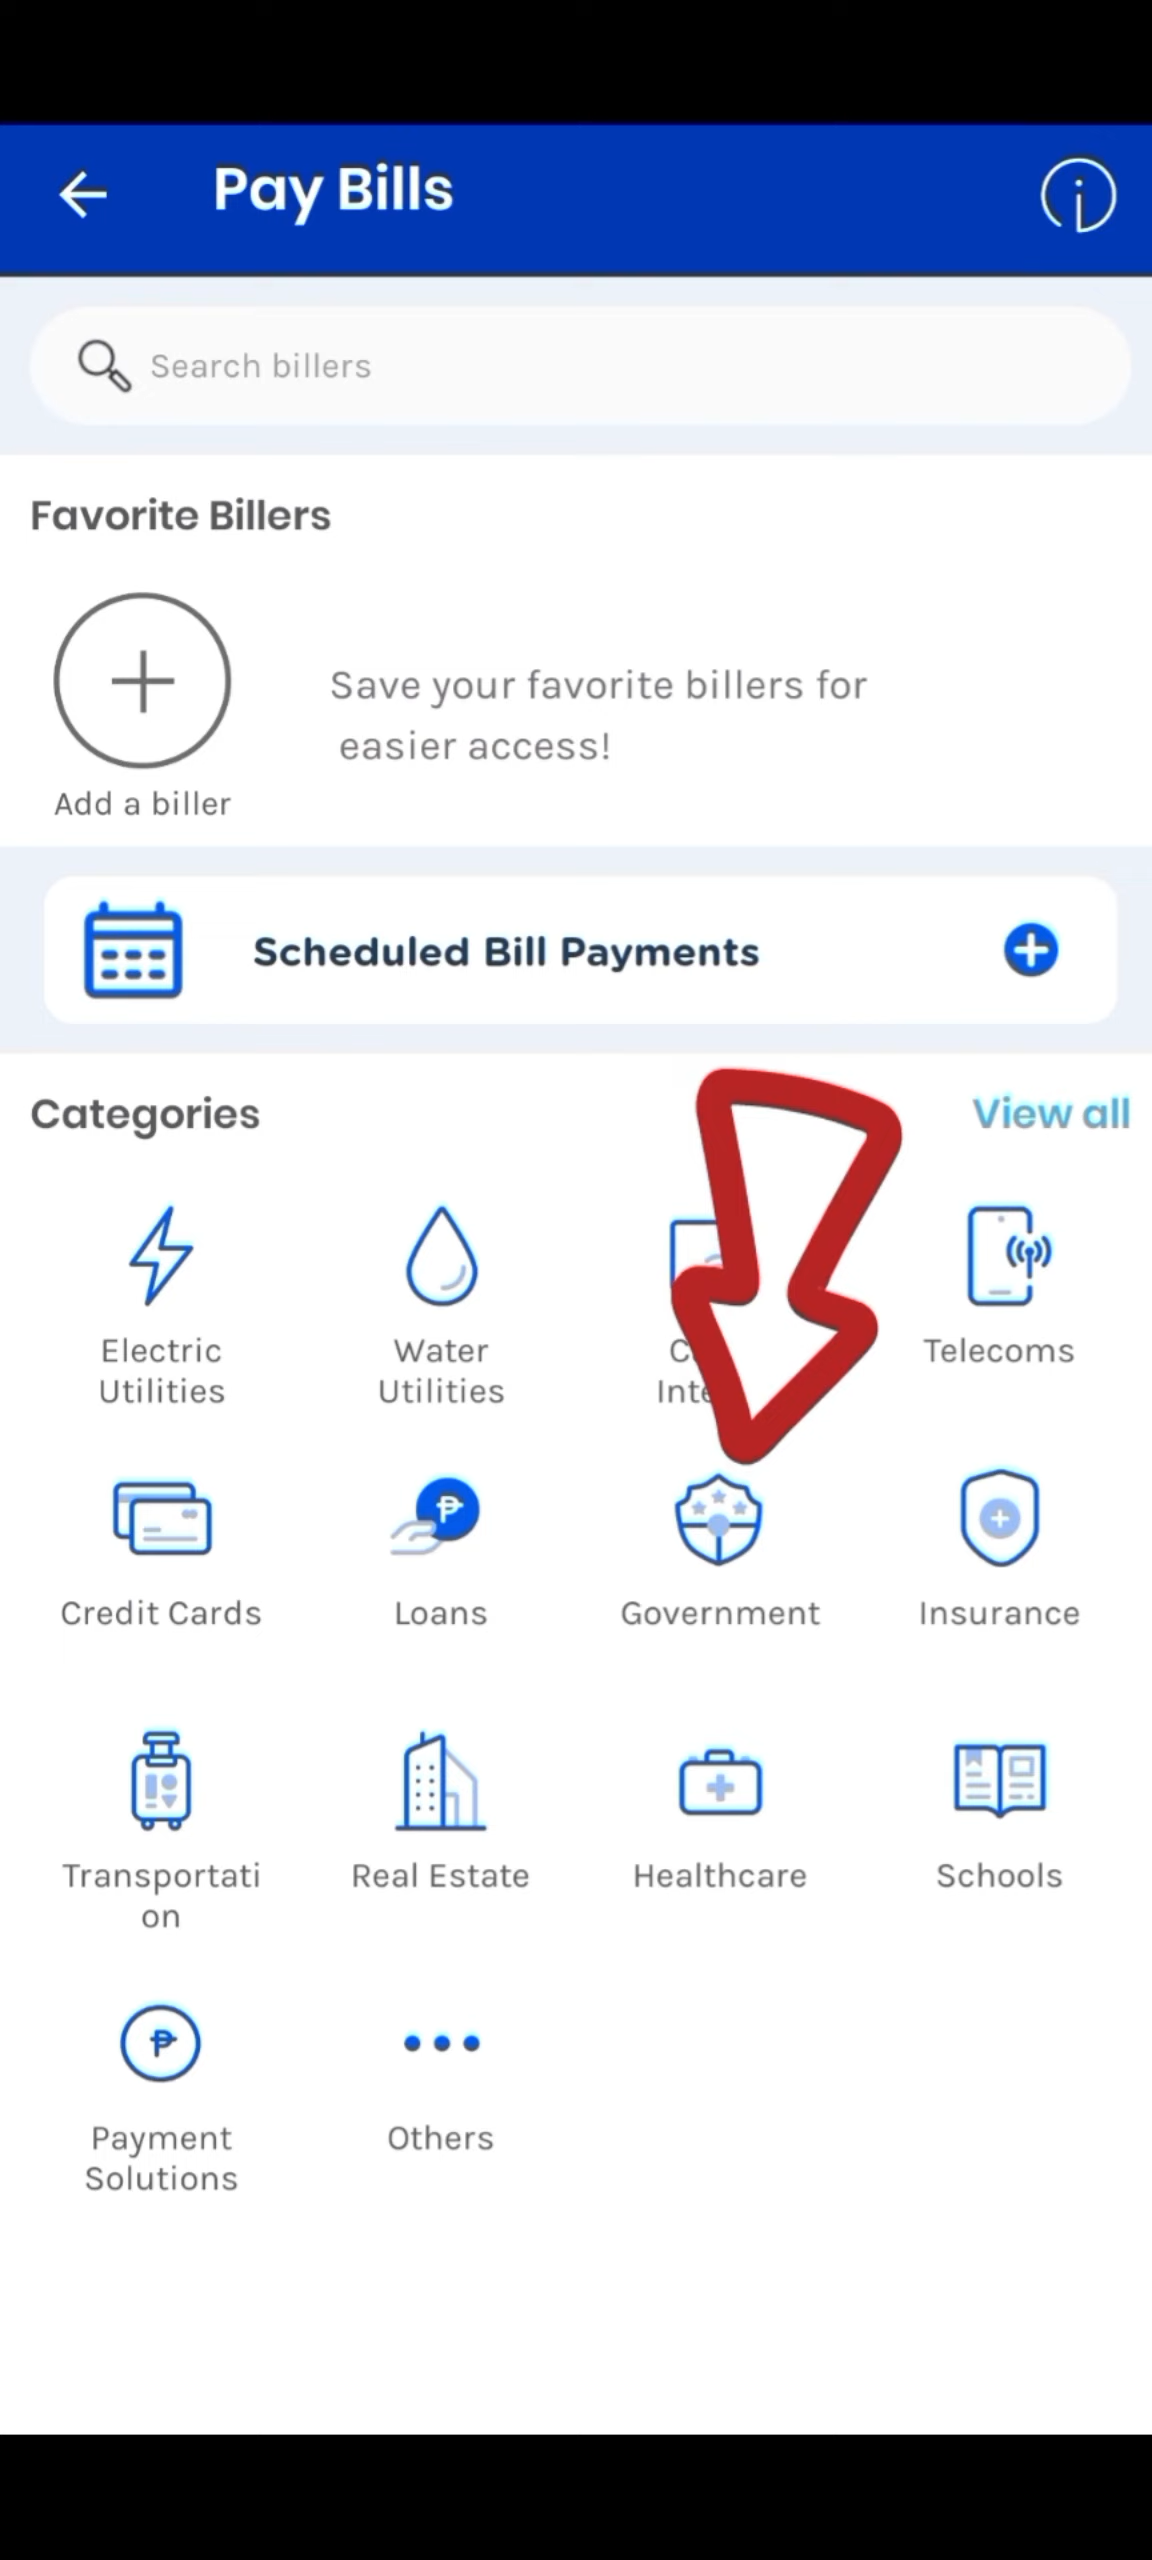 Pay Bills
Search billers
Favorite Billers
Save your favorite billers for
easier access!
Add a biller
Scheduled Bill Payments
Categories
View all
Electric
Utilities
Water
Utilities
Telecoms
Credit Cards
Loans
Government
Insurance
Transportati
on
Real Estate
Healthcare
Schools
Payment
Solutions
Others